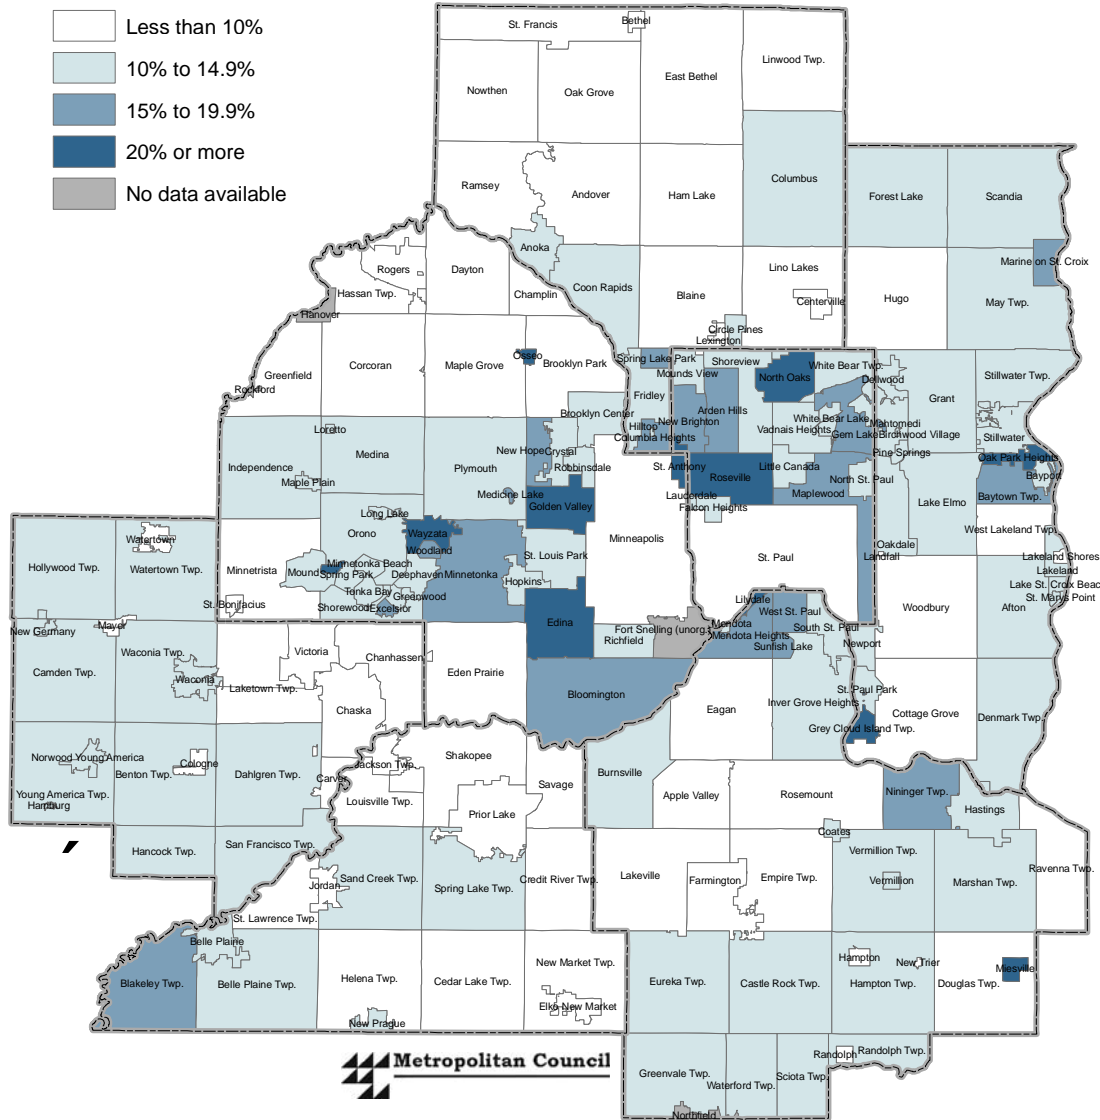 Less than 10%
10% to 14.9%
15% to 19.9%
20% or more
No data available
St. Francis
Bethel
Linwood Twp.
East Bethel
Nowthen
Oak Grove
Ramsey
Andover
Ham Lake
Columbus
Forest Lake
Scandia
Anoka
Marine on St. Croix
Rogers
Dayton
Lino Lakes
Coon Rapids
Hassan Twp.
Champlin
Blaine
Centerville
Hugo
May Twp.
Hanover
Circle Pines
Lexington
Osseo
Spring Lake Park
Shoreview
White Bear Twp.
Corcoran
Maple Grove
Brooklyn Park
Mounds View
North Oaks
Dellwood
Stillwater Twp.
Greenfield
Rockford
Fridley
Grant
Brooklyn Center
Arden Hills
White Bear Lake
Mahtomedi
Loretto
Hilltop
New Brighton
Vadnais Heights
Gem Lake
Birchwood Village
Stillwater
Columbia Heights
Medina
New Hope
Crystal
Pine Springs
Oak Park Heights
Independence
Plymouth
Robbinsdale
St. Anthony
Little Canada
Maple Plain
Roseville
North St. Paul
Bayport
Medicine Lake
Lauderdale
Maplewood
Baytown Twp.
Golden Valley
Falcon Heights
Lake Elmo
Long Lake
Orono
Wayzata
West Lakeland Twp.
Watertown
Woodland
Minneapolis
Oakdale
Hollywood Twp.
Watertown Twp.
Minnetrista
Minnetonka Beach
St. Louis Park
St. Paul
Landfall
Lakeland Shores
Mound
Spring Park
Deephaven
Minnetonka
Lakeland
Hopkins
Lake St. Croix Beac
Tonka Bay
Greenwood
St. Marys Point
St. Bonifacius
Shorewood
Excelsior
Lilydale
Woodbury
Afton
West St. Paul
New Germany
Mayer
Edina
Fort Snelling (unorg.)
Mendota
South St. Paul
Richfield
Mendota Heights
Newport
Waconia Twp.
Victoria
Chanhassen
Sunfish Lake
Camden Twp.
Waconia
Laketown Twp.
Eden Prairie
Bloomington
St. Paul Park
Chaska
Eagan
Inver Grove Heights
Cottage Grove
Denmark Twp.
Grey Cloud Island Twp.
Norwood Young America
Cologne
Shakopee
Benton Twp.
Dahlgren Twp.
Jackson Twp.
Burnsville
Carver
Savage
Young America Twp.
Apple Valley
Rosemount
Nininger Twp.
Hamburg
Louisville Twp.
Prior Lake
Hastings
Coates
Hancock Twp.
San Francisco Twp.
Vermillion Twp.
Ravenna Twp.
Sand Creek Twp.
Credit River Twp.
Lakeville
Farmington
Empire Twp.
Vermillion
Marshan Twp.
Jordan
Spring Lake Twp.
St. Lawrence Twp.
Belle Plaine
Hampton
New Trier
Miesville
New Market Twp.
Blakeley Twp.
Belle Plaine Twp.
Helena Twp.
Cedar Lake Twp.
Eureka Twp.
Castle Rock Twp.
Hampton Twp.
Douglas Twp.
Elko New Market
New Prague
Randolph
Randolph Twp.
Metropolitan Council
Greenvale Twp.
Waterford Twp.
Sciota Twp.
Northfield